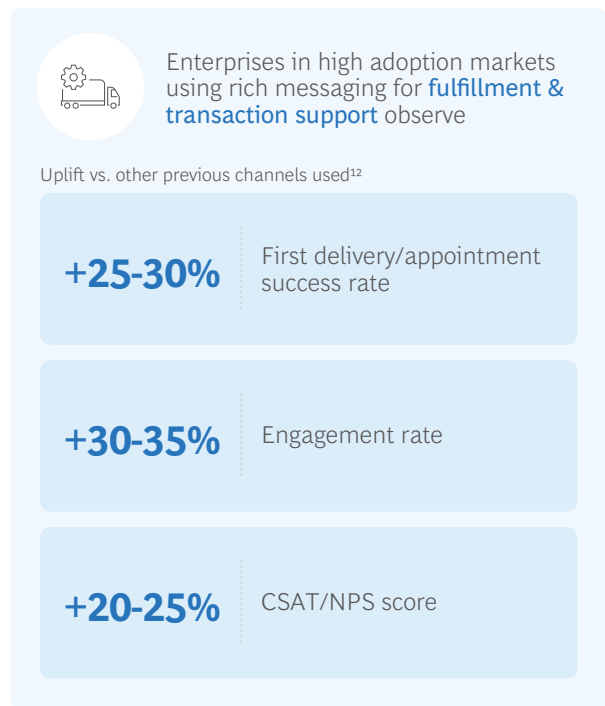 Enterprises in high adoption markets
using rich messaging for fulfillment &
transaction support observe
Uplift vs. other previous channels used¹²
+25-30%
First delivery/appointment
success rate
+30-35%
Engagement rate
+20-25%
CSAT/NPS score